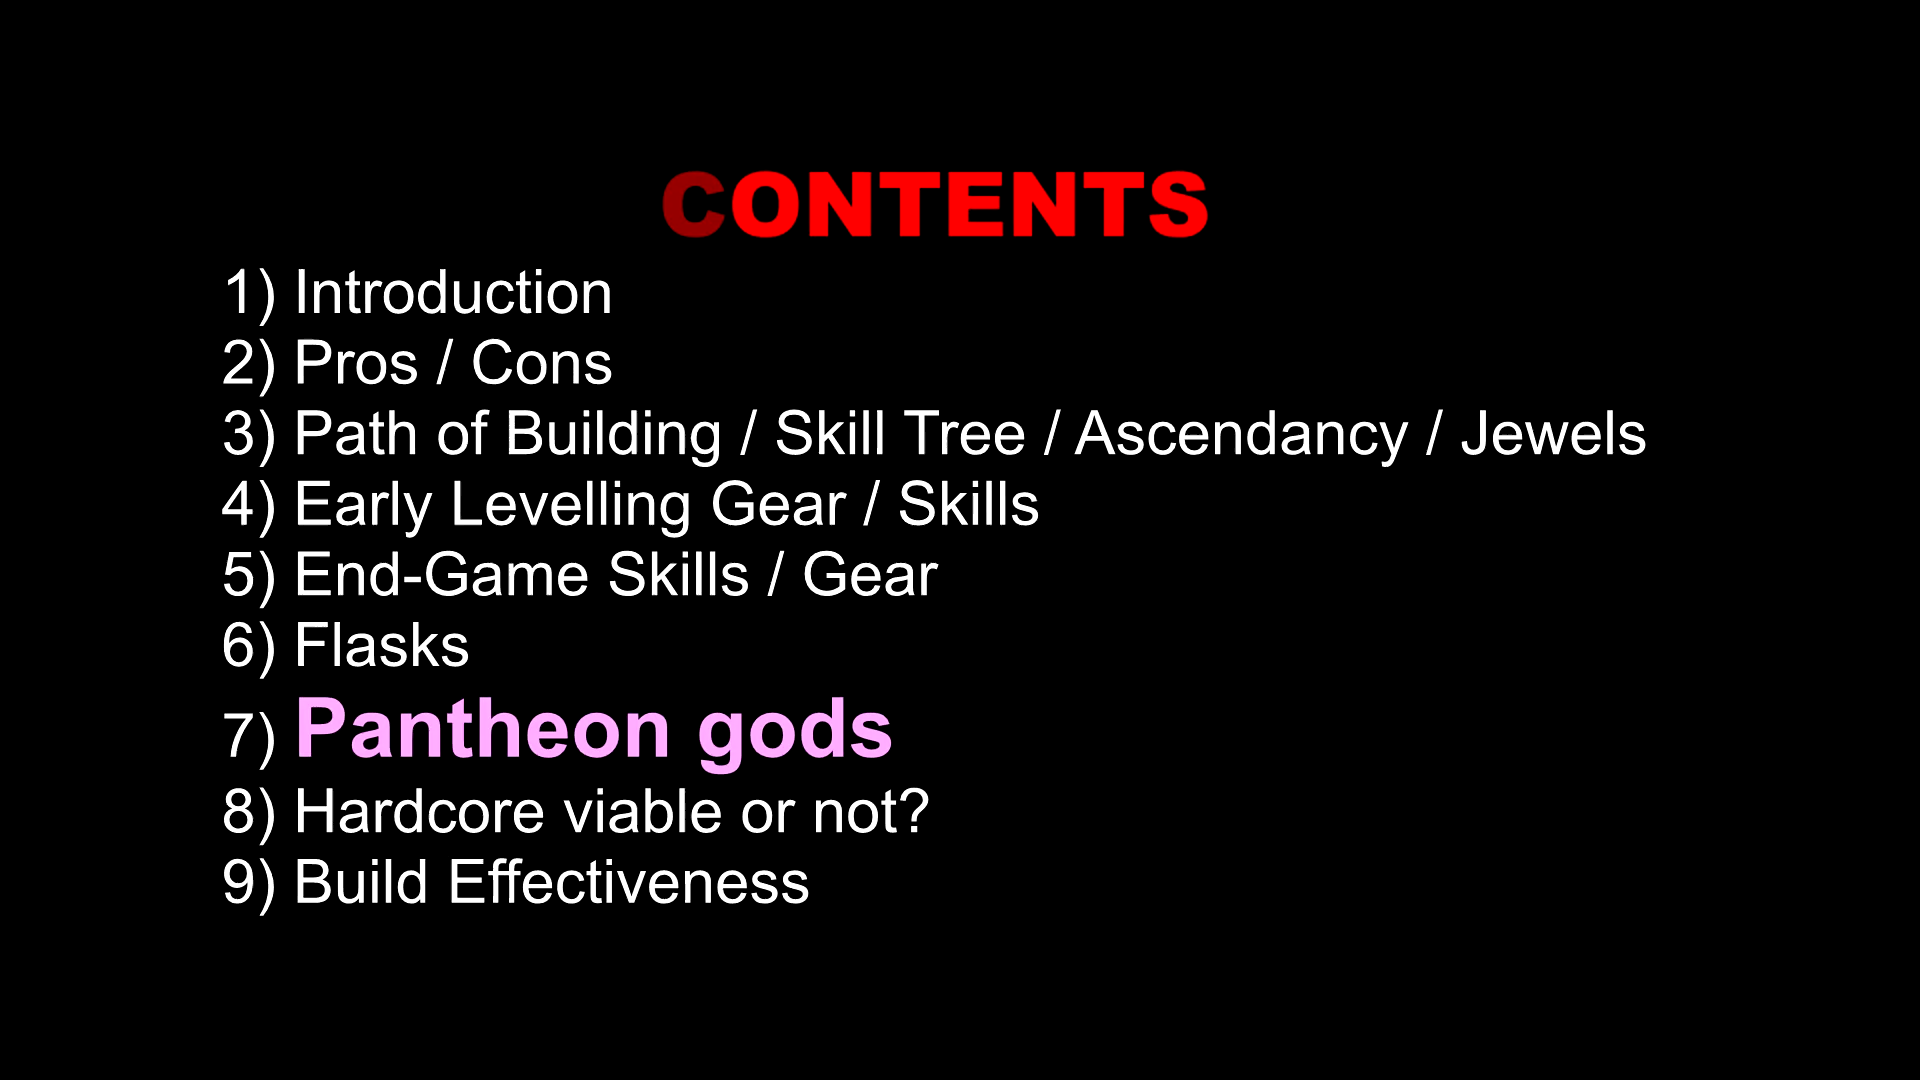 CONTENTS
1) Introduction
2) Pros / Cons
3) Path of Building / Skill Tree / Ascendancy / Jewels
4) Early Levelling Gear / Skills
5) End-Game Skills / Gear
6) Flasks
7) Pantheon gods
8) Hardcore viable or not?
9) Build Effectiveness